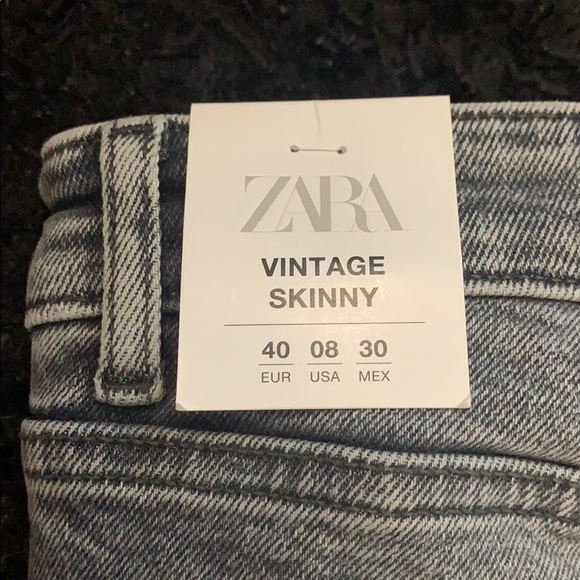 ZARA
VINTAGE
SKINNY
40 08 30
EUR USA MEX